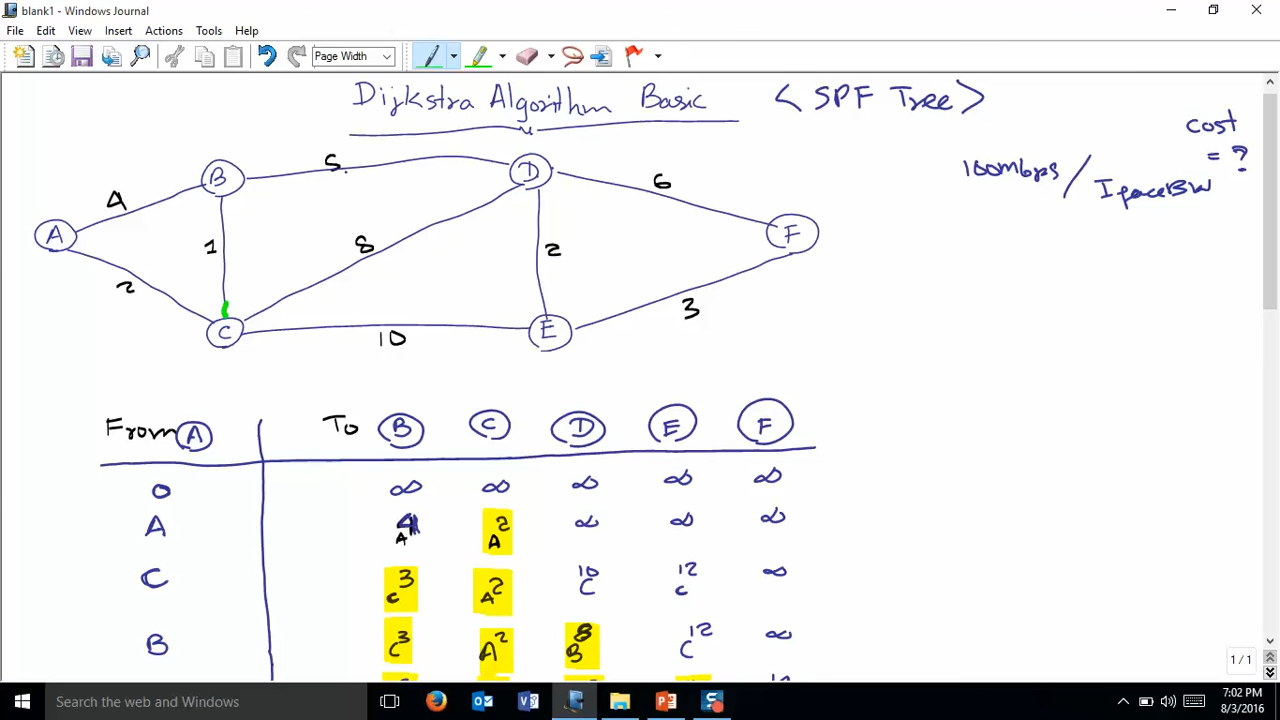 blank1 - Windows Journal
File Edit View Insert Actions Tools Help
Page Width
Dijkstra Algorithm Basic < SPF Tree >
cost = ?
100mbps / IfaceBW
B 5 D
4 6
A 1 8 2 F
2 3
C 10 E
From A To B C D E F
0 ∞ ∞ ∞ ∞ ∞
A 4 A 2 A ∞ ∞ ∞
C 3 C 2 A 10 C 12 C ∞
B 3 C 2 A 8 B 12 C ∞
1 / 1
Search the web and Windows
7:02 PM
8/3/2016